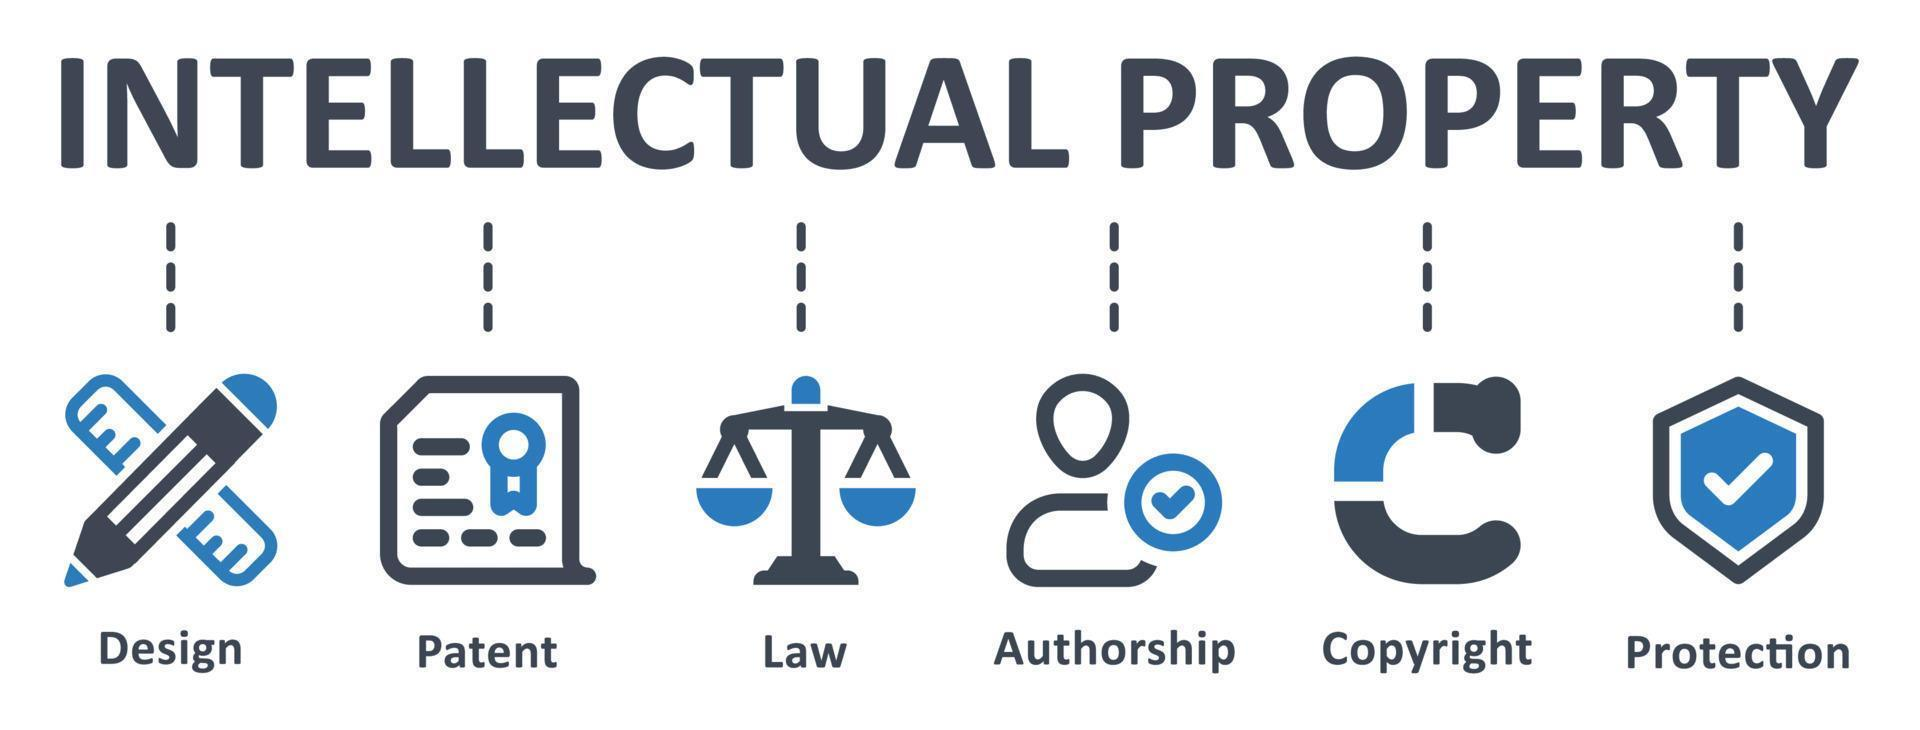 INTELLECTUAL PROPERTY
Design Patent Law Authorship Copyright Protection